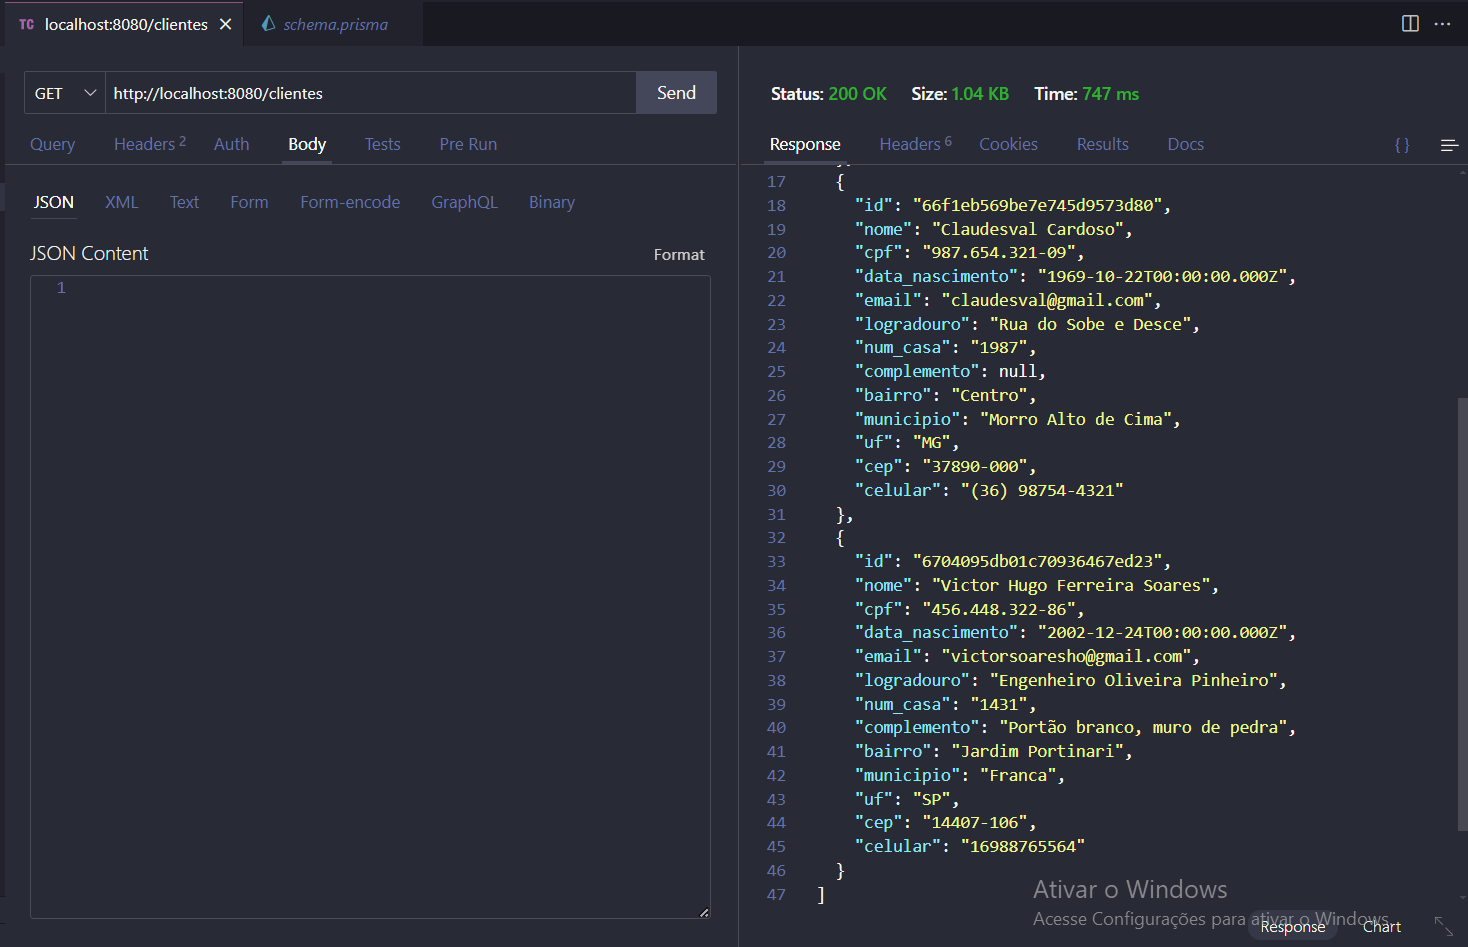 TC localhost:8080/clientes
schema.prisma
GET http://localhost:8080/clientes Send
Query Headers 2 Auth Body Tests Pre Run
JSON XML Text Form Form-encode GraphQL Binary
JSON Content Format
1
Status: 200 OK Size: 1.04 KB Time: 747 ms
Response Headers 6 Cookies Results Docs {}
17 {
18 "id": "66f1eb569be7e745d9573d80",
19 "nome": "Claudesval Cardoso",
20 "cpf": "987.654.321-09",
21 "data_nascimento": "1969-10-22T00:00:00.000Z",
22 "email": "claudesval@gmail.com",
23 "logradouro": "Rua do Sobe e Desce",
24 "num_casa": "1987",
25 "complemento": null,
26 "bairro": "Centro",
27 "municipio": "Morro Alto de Cima",
28 "uf": "MG",
29 "cep": "37890-000",
30 "celular": "(36) 98754-4321"
31 },
32 {
33 "id": "6704095db01c70936467ed23",
34 "nome": "Victor Hugo Ferreira Soares",
35 "cpf": "456.448.322-86",
36 "data_nascimento": "2002-12-24T00:00:00.000Z",
37 "email": "victorsoaresho@gmail.com",
38 "logradouro": "Engenheiro Oliveira Pinheiro",
39 "num_casa": "1431",
40 "complemento": "Portão branco, muro de pedra",
41 "bairro": "Jardim Portinari",
42 "municipio": "Franca",
43 "uf": "SP",
44 "cep": "14407-106",
45 "celular": "16988765564"
46 }
47 ]
Ativar o Windows
Acesse Configurações para ativar o Windows.
Response Chart